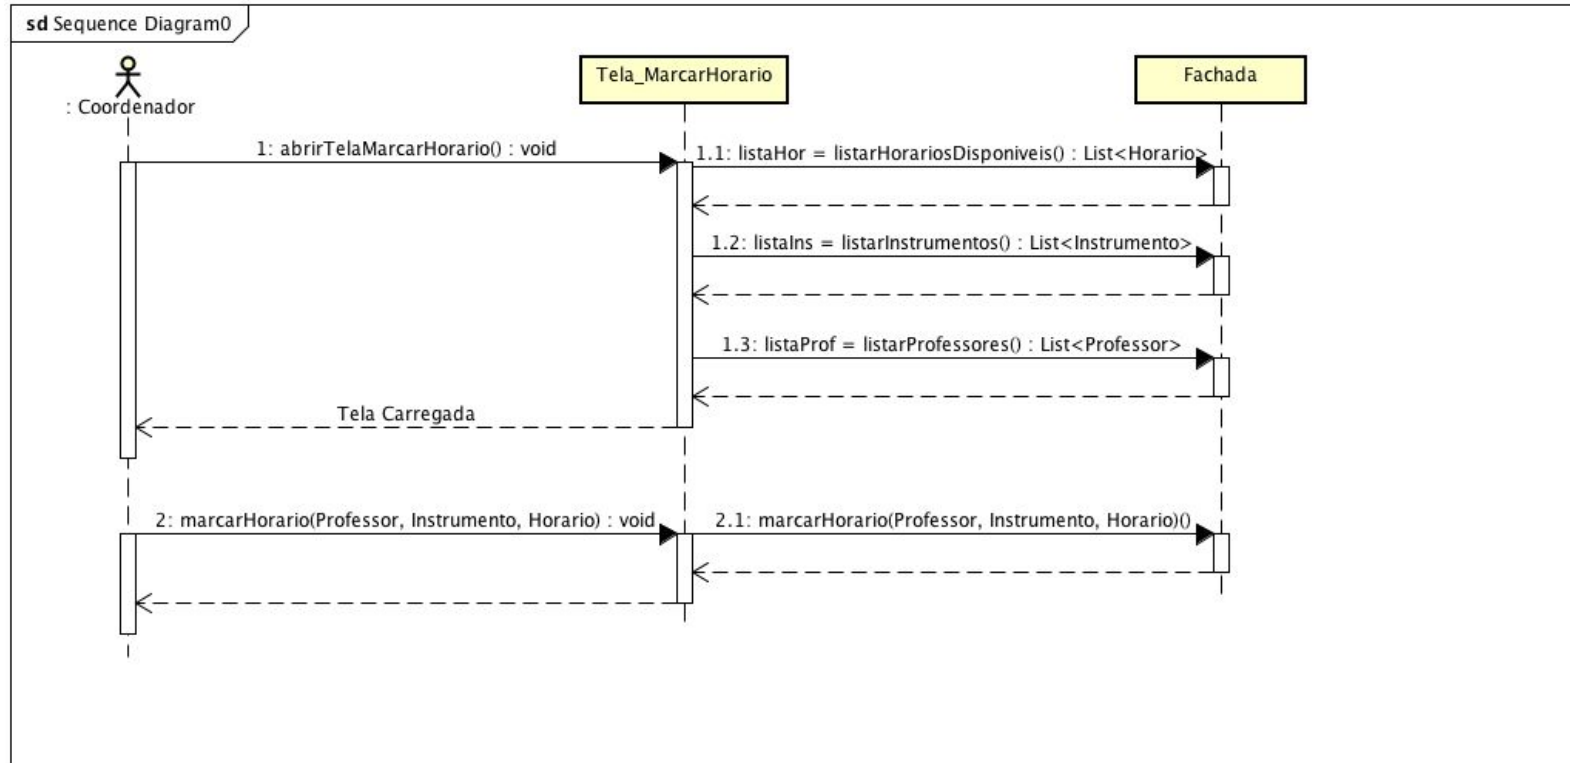 sd Sequence Diagram0
: Coordenador
Tela_MarcarHorario
Fachada
1: abrirTelaMarcarHorario() : void
1.1: listaHor = listarHorariosDisponiveis() : List<Horario>
1.2: listaIns = listarInstrumentos() : List<Instrumento>
1.3: listaProf = listarProfessores() : List<Professor>
Tela Carregada
2: marcarHorario(Professor, Instrumento, Horario) : void
2.1: marcarHorario(Professor, Instrumento, Horario)()